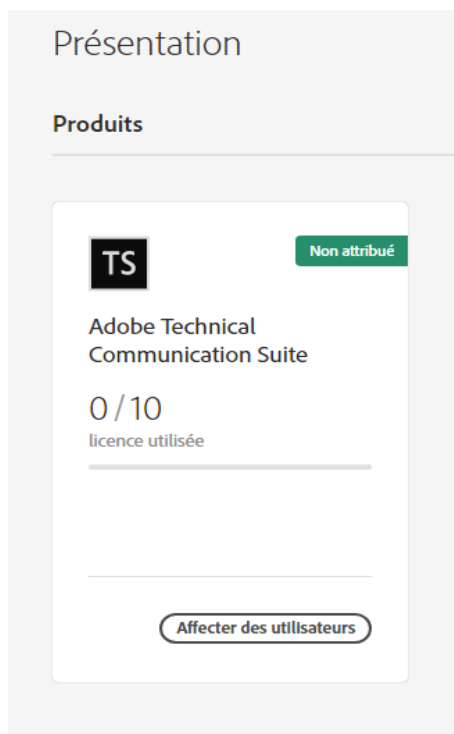 Présentation
Produits
TS
Non attribué
Adobe Technical
Communication Suite
0 / 10
licence utilisée
Affecter des utilisateurs